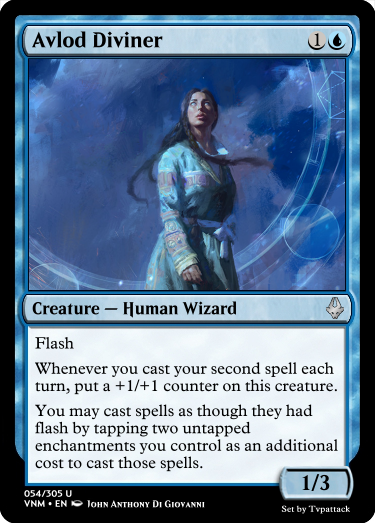 Avlod Diviner 1
Creature — Human Wizard
Flash
Whenever you cast your second spell each
turn, put a +1/+1 counter on this creature.
You may cast spells as though they had
flash by tapping two untapped
enchantments you control as an additional
cost to cast those spells.
1/3
054/305 U
VNM • EN John Anthony Di Giovanni
Set by Tvpattack